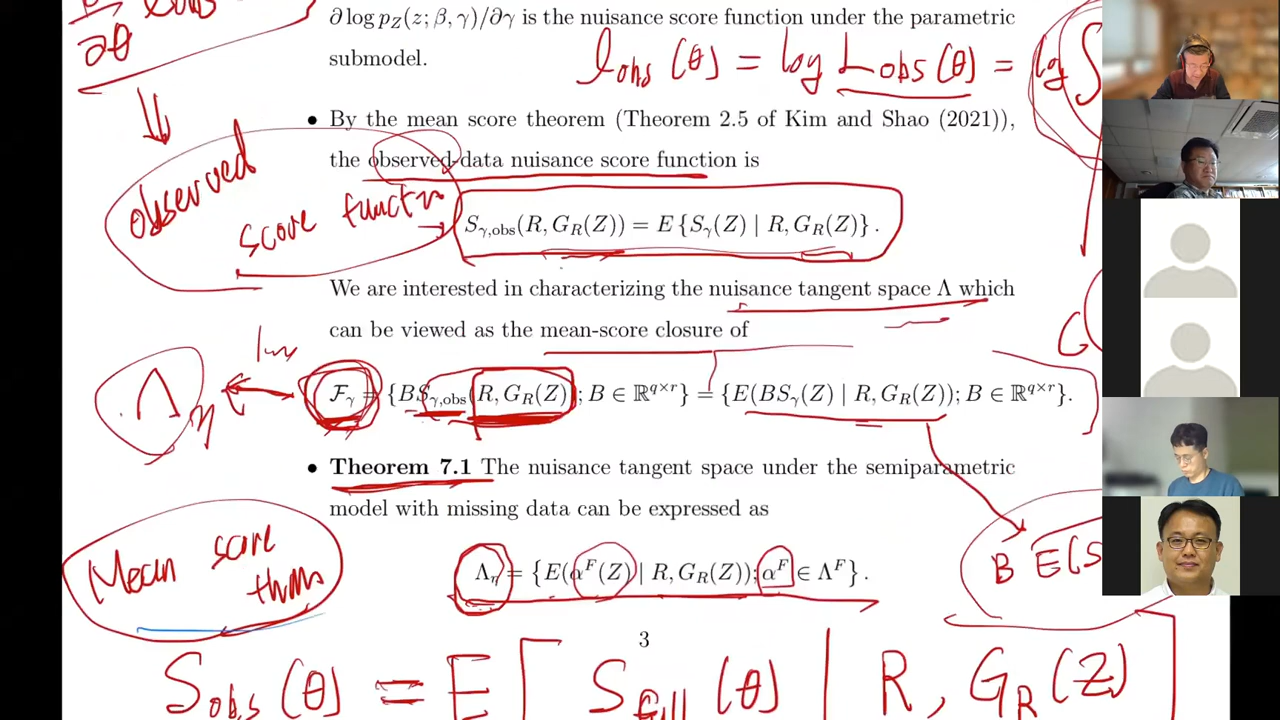 ∂θ
∂ log p_Z(z; β, γ)/∂γ is the nuisance score function under the parametric
submodel.
l_obs (θ) = log L_obs (θ) = log ∫
• By the mean score theorem (Theorem 2.5 of Kim and Shao (2021)),
the observed data nuisance score function is
observed
score functn
S_{γ,obs}(R, G_R(Z)) = E {S_γ(Z) | R, G_R(Z)} .
We are interested in characterizing the nuisance tangent space Λ which
can be viewed as the mean-score closure of
Λ_η
F_γ = {BS_{γ,obs}(R, G_R(Z)); B ∈ ℝ^{q×r}} = {E(BS_γ(Z) | R, G_R(Z)); B ∈ ℝ^{q×r}}.
• Theorem 7.1 The nuisance tangent space under the semiparametric
model with missing data can be expressed as
Mean score
thm
Λ_η = {E(α^F(Z) | R, G_R(Z)); α^F ∈ Λ^F} .
B E(S
3
S_obs (θ) = E [ S_full (θ) | R, G_R(Z) ]